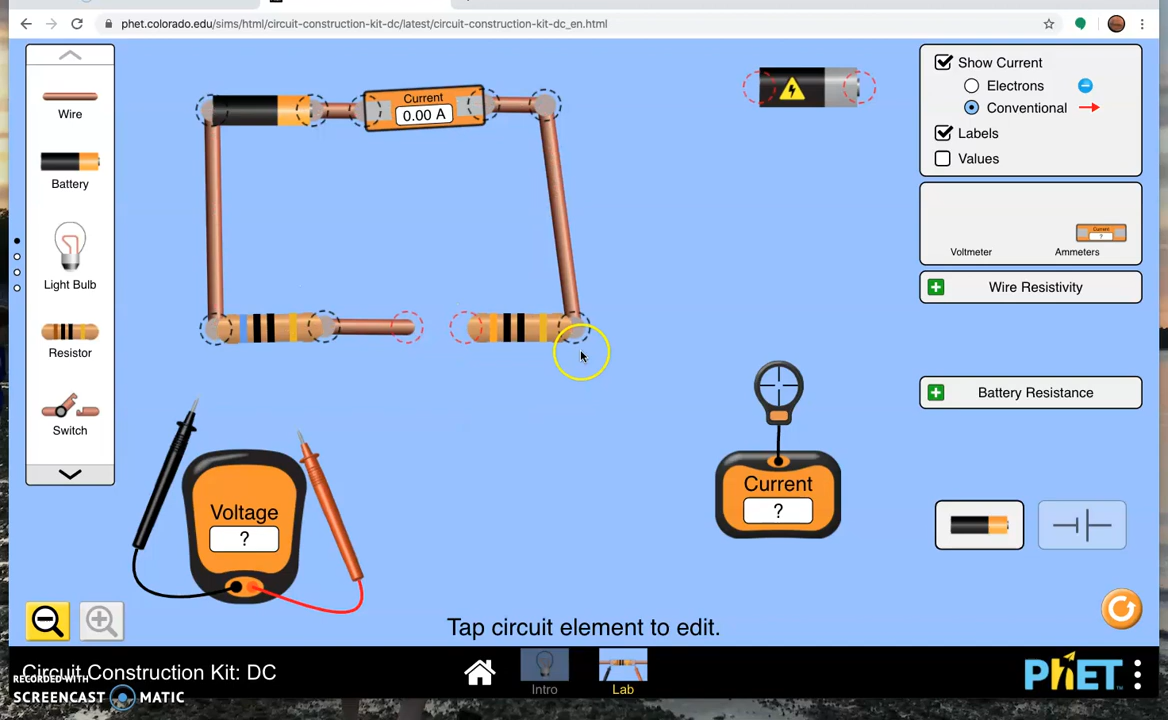 phet.colorado.edu/sims/html/circuit-construction-kit-dc/latest/circuit-construction-kit-dc_en.html
Wire
Battery
Light Bulb
Resistor
Switch
Current
0.00 A
Show Current
Electrons
Conventional
Labels
Values
Current
?
Voltmeter
Ammeters
Wire Resistivity
Battery Resistance
Voltage
?
Current
?
Tap circuit element to edit.
Circuit Construction Kit: DC
Intro
Lab
PhET
RECORDED WITH
SCREENCAST MATIC